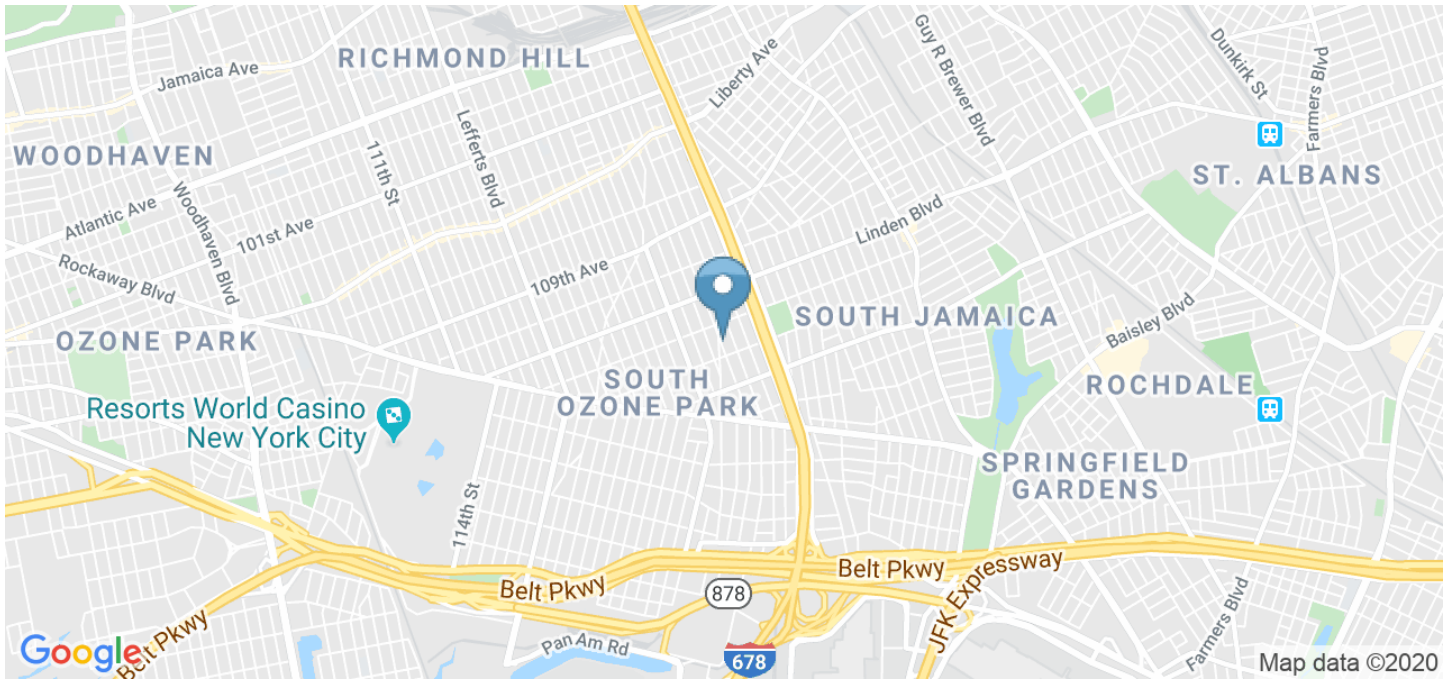 RICHMOND HILL
Jamaica Ave
Liberty Ave
Guy R Brewer Blvd
Dunkirk St
Farmers Blvd
Lefferts Blvd
111th St
WOODHAVEN
ST. ALBANS
Woodhaven Blvd
Atlantic Ave
101st Ave
Linden Blvd
Rockaway Blvd
109th Ave
OZONE PARK
SOUTH JAMAICA
Baisley Blvd
SOUTH
OZONE PARK
ROCHDALE
Resorts World Casino
New York City
SPRINGFIELD
GARDENS
114th St
Belt Pkwy
Belt Pkwy
JFK Expressway
878
Farmers Blvd
Belt Pkwy
Pan Am Rd
678
Google
Map data ©2020